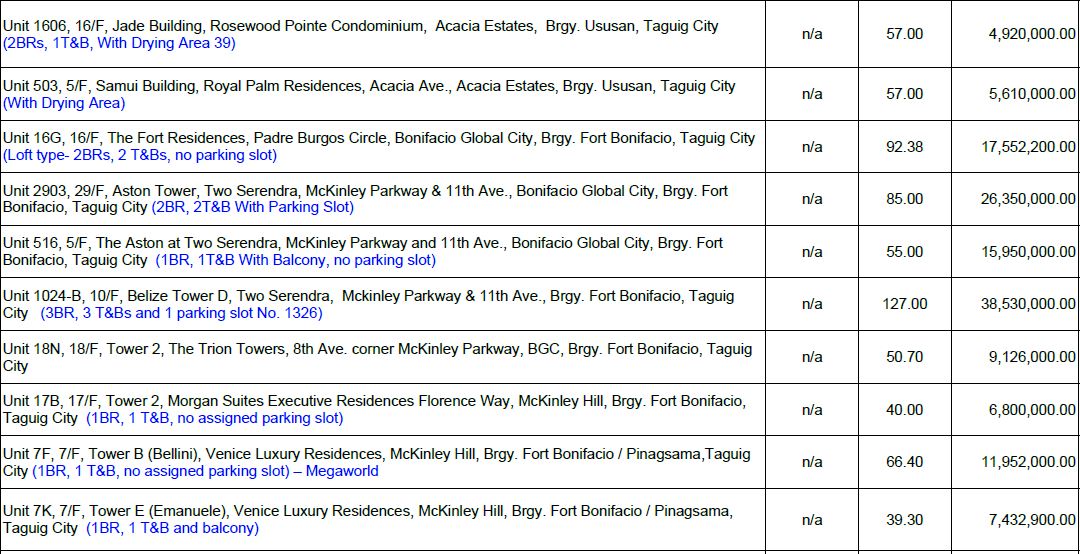 Unit 1606, 16/F, Jade Building, Rosewood Pointe Condominium, Acacia Estates, Brgy. Ususan, Taguig City
(2BRs, 1T&B, With Drying Area 39)
n/a
57.00
4,920,000.00
Unit 503, 5/F, Samui Building, Royal Palm Residences, Acacia Ave., Acacia Estates, Brgy. Ususan, Taguig City
(With Drying Area)
n/a
57.00
5,610,000.00
Unit 16G, 16/F, The Fort Residences, Padre Burgos Circle, Bonifacio Global City, Brgy. Fort Bonifacio, Taguig City
(Loft type- 2BRs, 2 T&Bs, no parking slot)
n/a
92.38
17,552,200.00
Unit 2903, 29/F, Aston Tower, Two Serendra, McKinley Parkway & 11th Ave., Bonifacio Global City, Brgy. Fort
Bonifacio, Taguig City (2BR, 2T&B With Parking Slot)
n/a
85.00
26,350,000.00
Unit 516, 5/F, The Aston at Two Serendra, McKinley Parkway and 11th Ave., Bonifacio Global City, Brgy. Fort
Bonifacio, Taguig City (1BR, 1T&B With Balcony, no parking slot)
n/a
55.00
15,950,000.00
Unit 1024-B, 10/F, Belize Tower D, Two Serendra, Mckinley Parkway & 11th Ave., Brgy. Fort Bonifacio, Taguig
City (3BR, 3 T&Bs and 1 parking slot No. 1326)
n/a
127.00
38,530,000.00
Unit 18N, 18/F, Tower 2, The Trion Towers, 8th Ave. corner McKinley Parkway, BGC, Brgy. Fort Bonifacio, Taguig
City
n/a
50.70
9,126,000.00
Unit 17B, 17/F, Tower 2, Morgan Suites Executive Residences Florence Way, McKinley Hill, Brgy. Fort Bonifacio,
Taguig City (1BR, 1 T&B, no assigned parking slot)
n/a
40.00
6,800,000.00
Unit 7F, 7/F, Tower B (Bellini), Venice Luxury Residences, McKinley Hill, Brgy. Fort Bonifacio / Pinagsama,Taguig
City (1BR, 1 T&B, no assigned parking slot) – Megaworld
n/a
66.40
11,952,000.00
Unit 7K, 7/F, Tower E (Emanuele), Venice Luxury Residences, McKinley Hill, Brgy. Fort Bonifacio / Pinagsama,
Taguig City (1BR, 1 T&B and balcony)
n/a
39.30
7,432,900.00